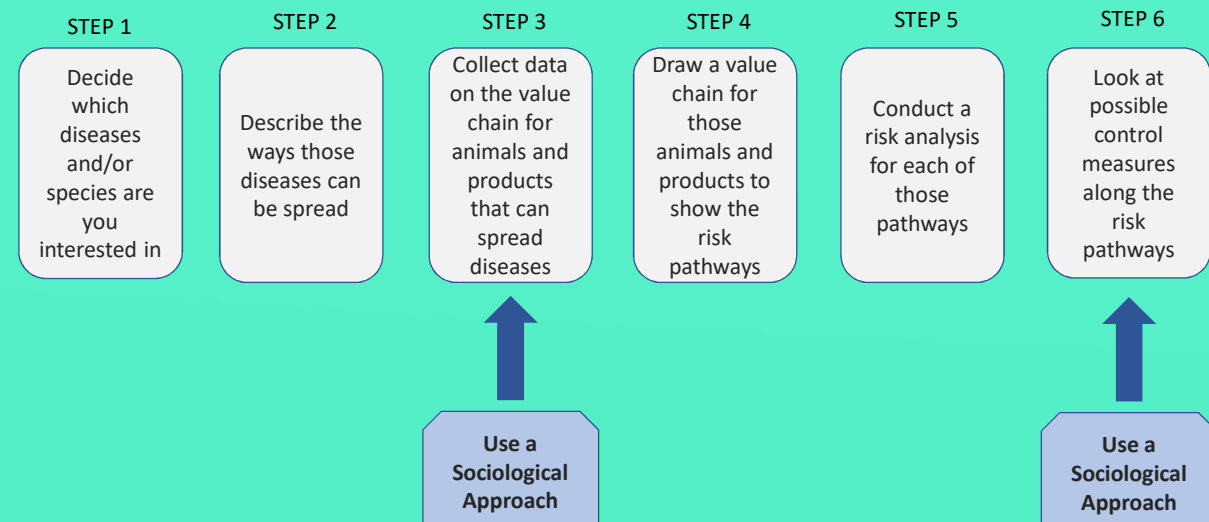 STEP 1
Decide
which
diseases
and/or
species are
you
interested in
STEP 2
Describe the
ways those
diseases can
be spread
STEP 3
Collect data
on the value
chain for
animals and
products
that can
spread
diseases
STEP 4
Draw a value
chain for
those
animals and
products to
show the
risk
pathways
STEP 5
Conduct a
risk analysis
for each of
those
pathways
STEP 6
Look at
possible
control
measures
along the
risk
pathways
Use a
Sociological
Approach
Use a
Sociological
Approach